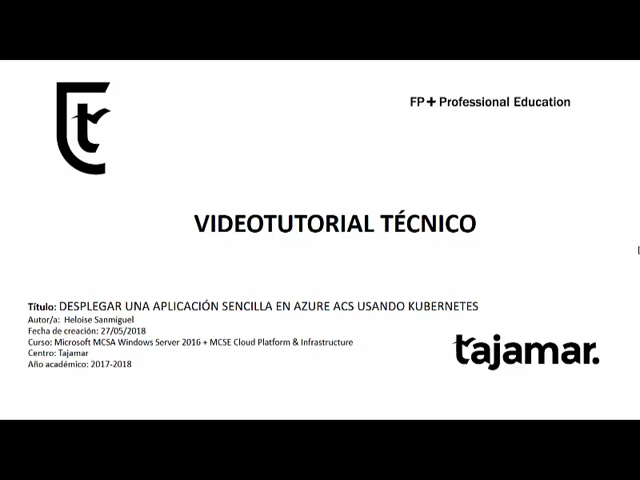 FP+Professional Education
VIDEOTUTORIAL TÉCNICO
Título: DESPLEGAR UNA APLICACIÓN SENCILLA EN AZURE ACS USANDO KUBERNETES
Autor/a: Heloise Sanmiguel
Fecha de creación: 27/05/2018
Curso: Microsoft MCSA Windows Server 2016 + MCSE Cloud Platform & Infrastructure
Centro: Tajamar
Año académico: 2017-2018
tajamar.